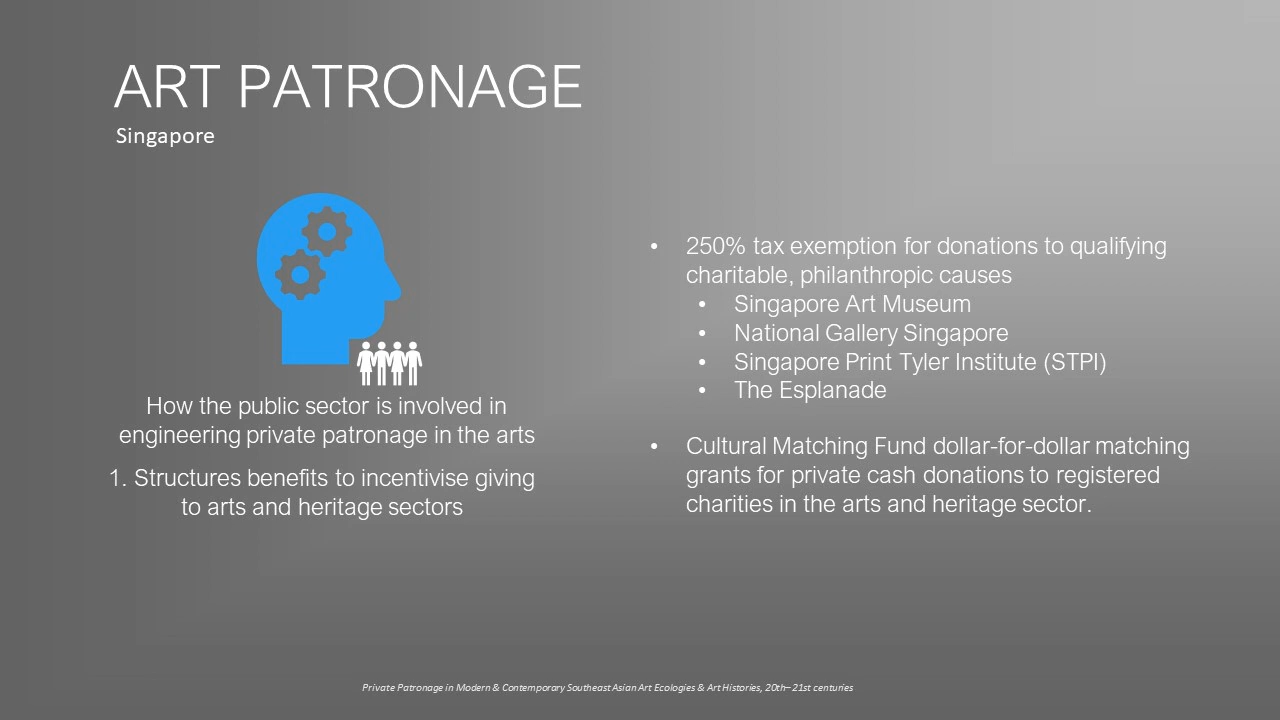 ART PATRONAGE
Singapore
How the public sector is involved in
engineering private patronage in the arts
1. Structures benefits to incentivise giving
to arts and heritage sectors
• 250% tax exemption for donations to qualifying
charitable, philanthropic causes
• Singapore Art Museum
• National Gallery Singapore
• Singapore Print Tyler Institute (STPI)
• The Esplanade
• Cultural Matching Fund dollar-for-dollar matching
grants for private cash donations to registered
charities in the arts and heritage sector.
Private Patronage in Modern & Contemporary Southeast Asian Art Ecologies & Art Histories, 20th–21st centuries